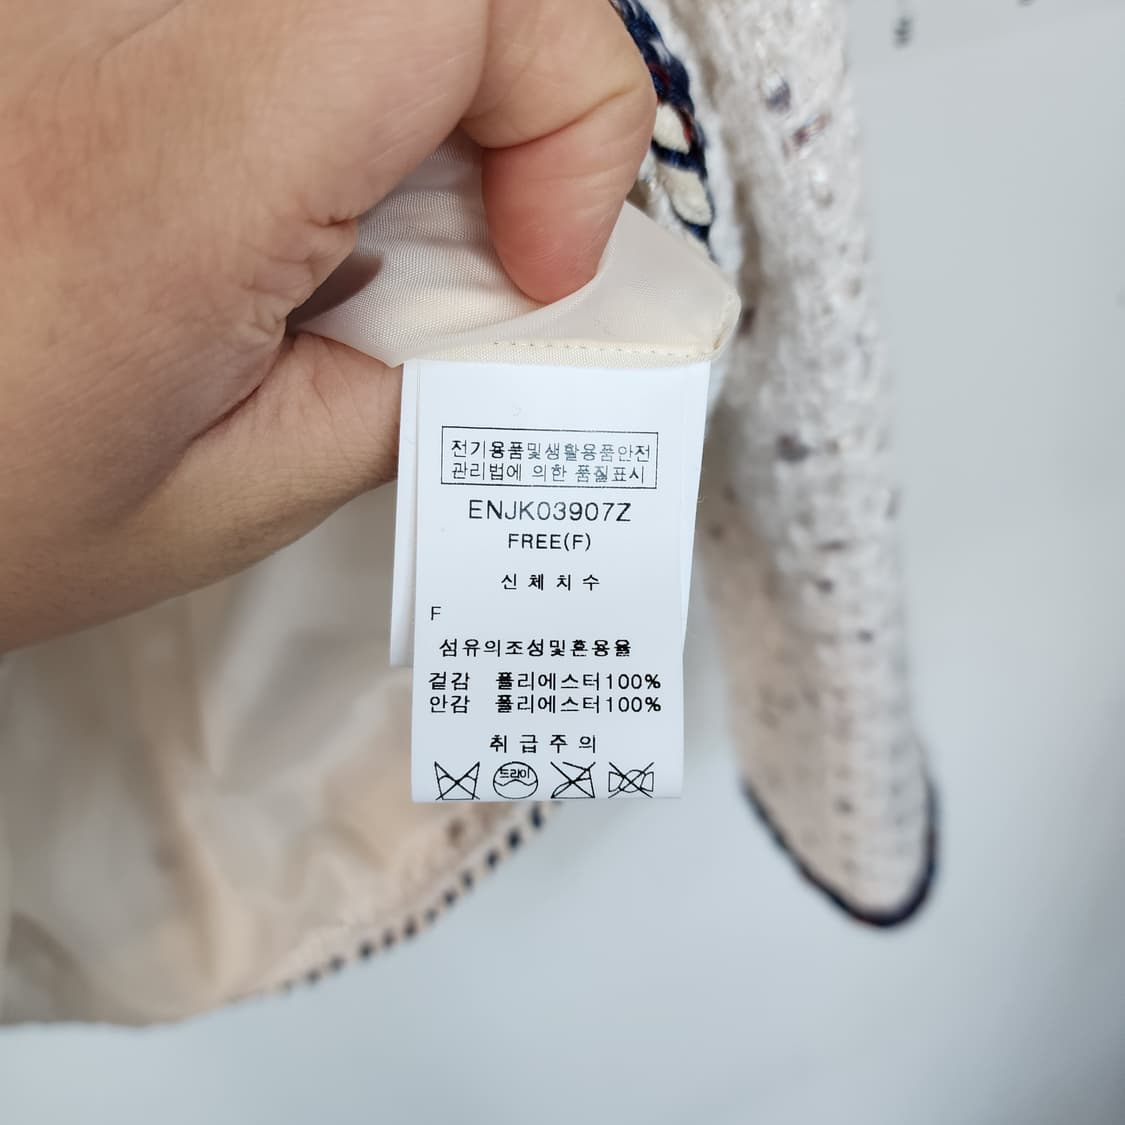 전기용품및생활용품안전
관리법에 의한 품질표시
ENJK03907Z
FREE(F)
신 체 치 수
F
섬유의조성및혼용율
겉감 폴리에스터100%
안감 폴리에스터100%
취 급 주 의
드라이